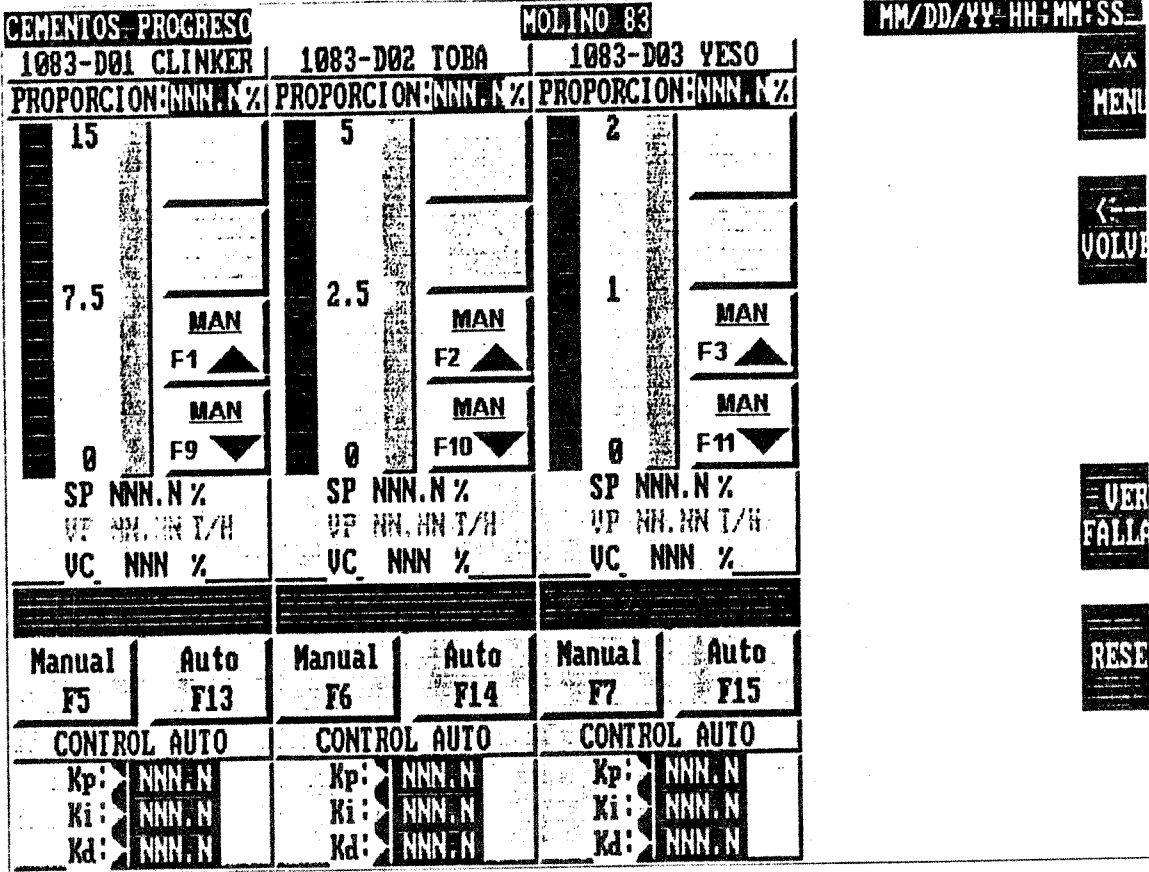 CEMENTOS PROGRESO MOLINO 83 MM/DD/YY HH:MM:SS
1083-D01 CLINKER 1083-D02 TOBA 1083-D03 YESO
PROPORCION:NNN.N% PROPORCION:NNN.N% PROPORCION:NNN.N%
^^
MENU
15 5 2
<---
VOLVE
7.5 2.5 1
MAN MAN MAN
F1 F2 F3
MAN MAN MAN
F9 F10 F11
0 0 0
SP NNN.N % SP NNN.N % SP NNN.N %
VP NN.NN T/H VP NN.NN T/H VP NN.NN T/H
VC NNN % VC NNN % VC NNN %
VER
FALLA
Manual Auto Manual Auto Manual Auto
F5 F13 F6 F14 F7 F15
RESE
CONTROL AUTO CONTROL AUTO CONTROL AUTO
Kp: NNN.N Kp: NNN.N Kp: NNN.N
Ki: NNN.N Ki: NNN.N Ki: NNN.N
Kd: NNN.N Kd: NNN.N Kd: NNN.N